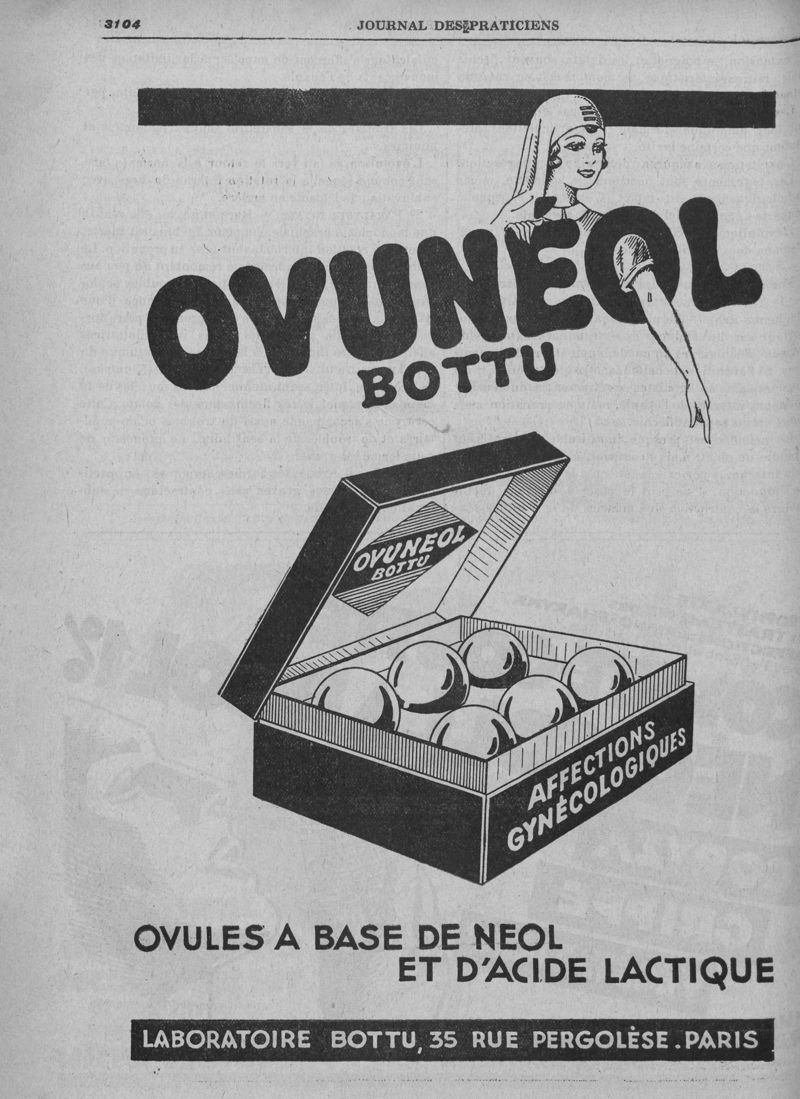 3104
JOURNAL DES PRATICIENS
OVUNÉOL
BOTTU
OVUNEOL
BOTTU
AFFECTIONS
GYNÉCOLOGIQUES
OVULES A BASE DE NEOL
ET D'ACIDE LACTIQUE
LABORATOIRE BOTTU, 35 RUE PERGOLÈSE. PARIS